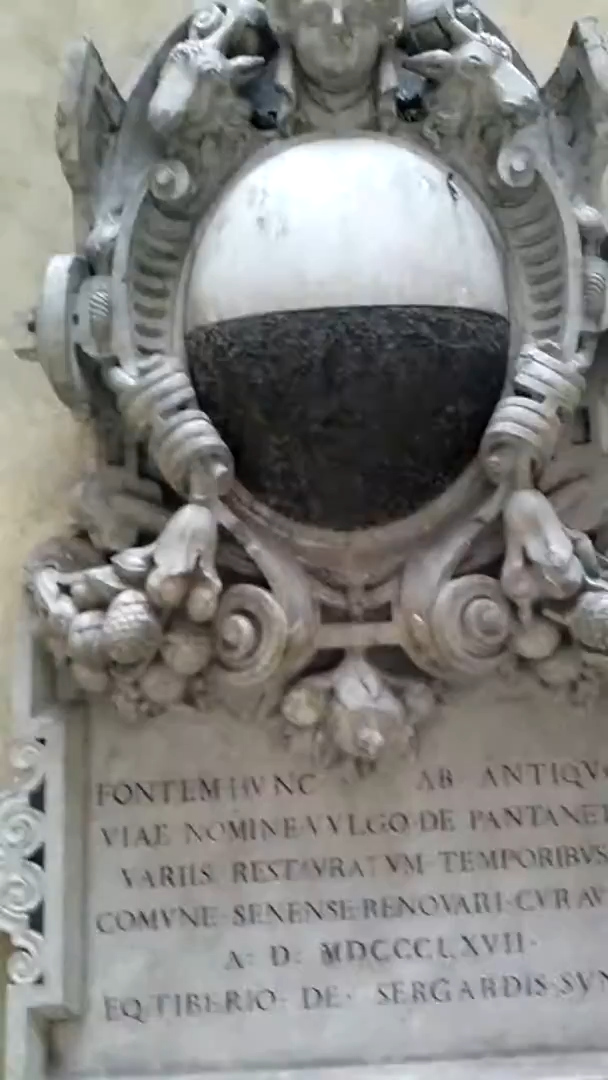 FONTEM HVNC AB ANTIQV
VIAE NOMINE VVLGO DE PANTANET
VARIIS RESTAVRATVM TEMPORIBVS
COMVNE SENENSE RENOVARI CVRAV
A· D· MDCCCLXVII·
EQ·TIBERIO· DE· SERGARDIS·SVN